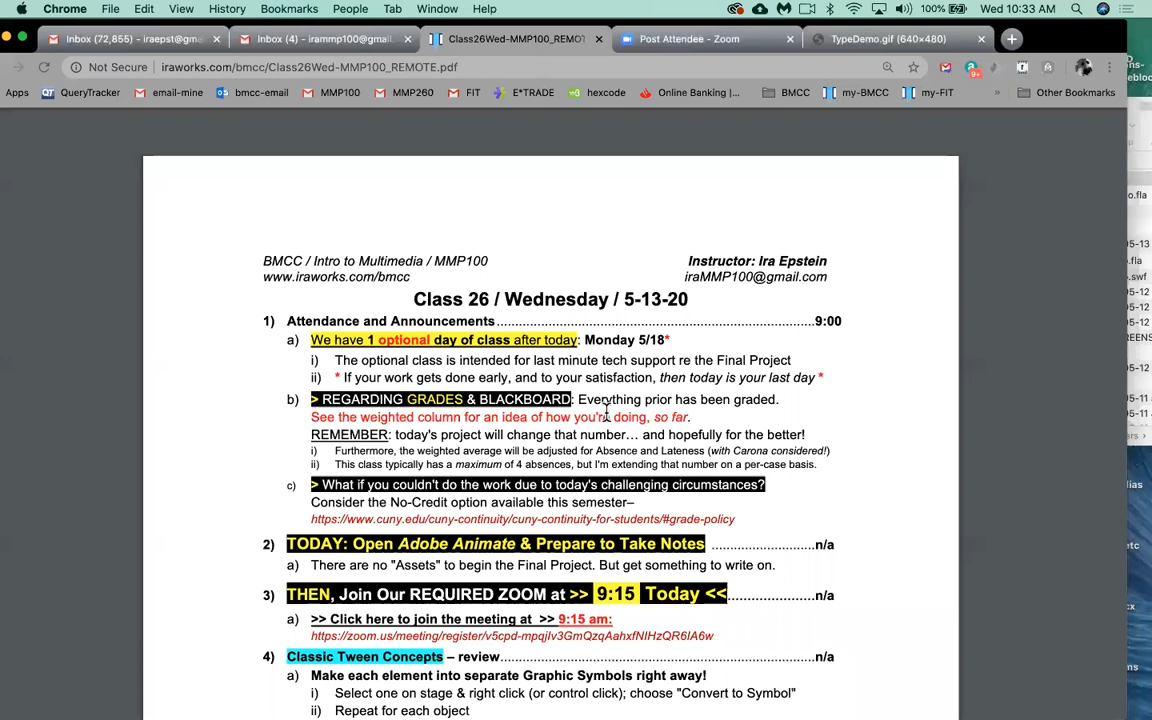 Chrome File Edit View History Bookmarks People Tab Window Help 100% Wed 10:33 AM
Inbox (72,855) - iraepst@gm Inbox (4) - irammp100@gmail. Class26Wed-MMP100_REMOT Post Attendee - Zoom TypeDemo.gif (640×480)
Not Secure iraworks.com/bmcc/Class26Wed-MMP100_REMOTE.pdf 9+
Apps QueryTracker email-mine bmcc-email MMP100 MMP260 FIT E*TRADE hexcode Online Banking |... BMCC my-BMCC my-FIT » Other Bookmarks
BMCC / Intro to Multimedia / MMP100 Instructor: Ira Epstein
www.iraworks.com/bmcc iraMMP100@gmail.com
Class 26 / Wednesday / 5-13-20
1) Attendance and Announcements 9:00
a) We have 1 optional day of class after today: Monday 5/18*
i) The optional class is intended for last minute tech support re the Final Project
ii) * If your work gets done early, and to your satisfaction, then today is your last day *
b) > REGARDING GRADES & BLACKBOARD: Everything prior has been graded.
See the weighted column for an idea of how you're doing, so far.
REMEMBER: today's project will change that number… and hopefully for the better!
i) Furthermore, the weighted average will be adjusted for Absence and Lateness (with Carona considered!)
ii) This class typically has a maximum of 4 absences, but I'm extending that number on a per-case basis.
c) > What if you couldn't do the work due to today's challenging circumstances?
Consider the No-Credit option available this semester–
https://www.cuny.edu/cuny-continuity/cuny-continuity-for-students/#grade-policy
2) TODAY: Open Adobe Animate & Prepare to Take Notes n/a
a) There are no "Assets" to begin the Final Project. But get something to write on.
3) THEN, Join Our REQUIRED ZOOM at >> 9:15 Today << n/a
a) >> Click here to join the meeting at >> 9:15 am:
https://zoom.us/meeting/register/v5cpd-mpqjIv3GmQzqAahxfNIHzQR6IA6w
4) Classic Tween Concepts – review n/a
a) Make each element into separate Graphic Symbols right away!
i) Select one on stage & right click (or control click); choose "Convert to Symbol"
ii) Repeat for each object